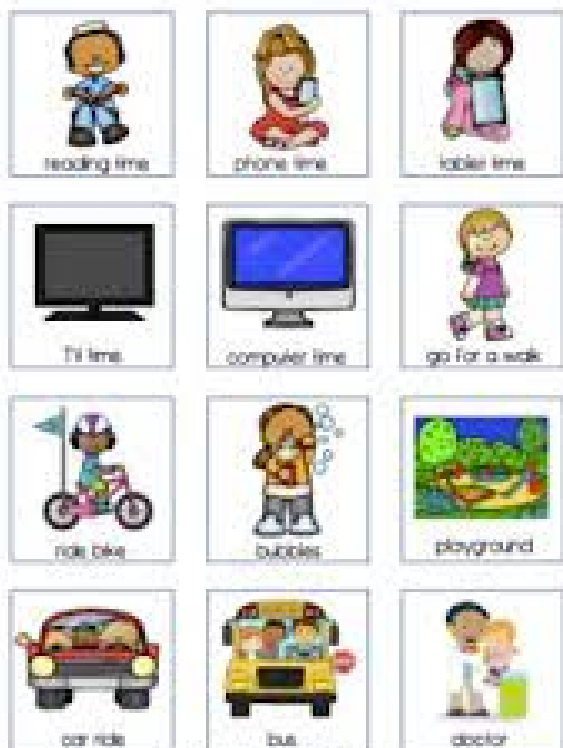 reading time
phone time
tablet time
TV time
computer time
go for a walk
ride bike
bubbles
playground
car ride
bus
doctor